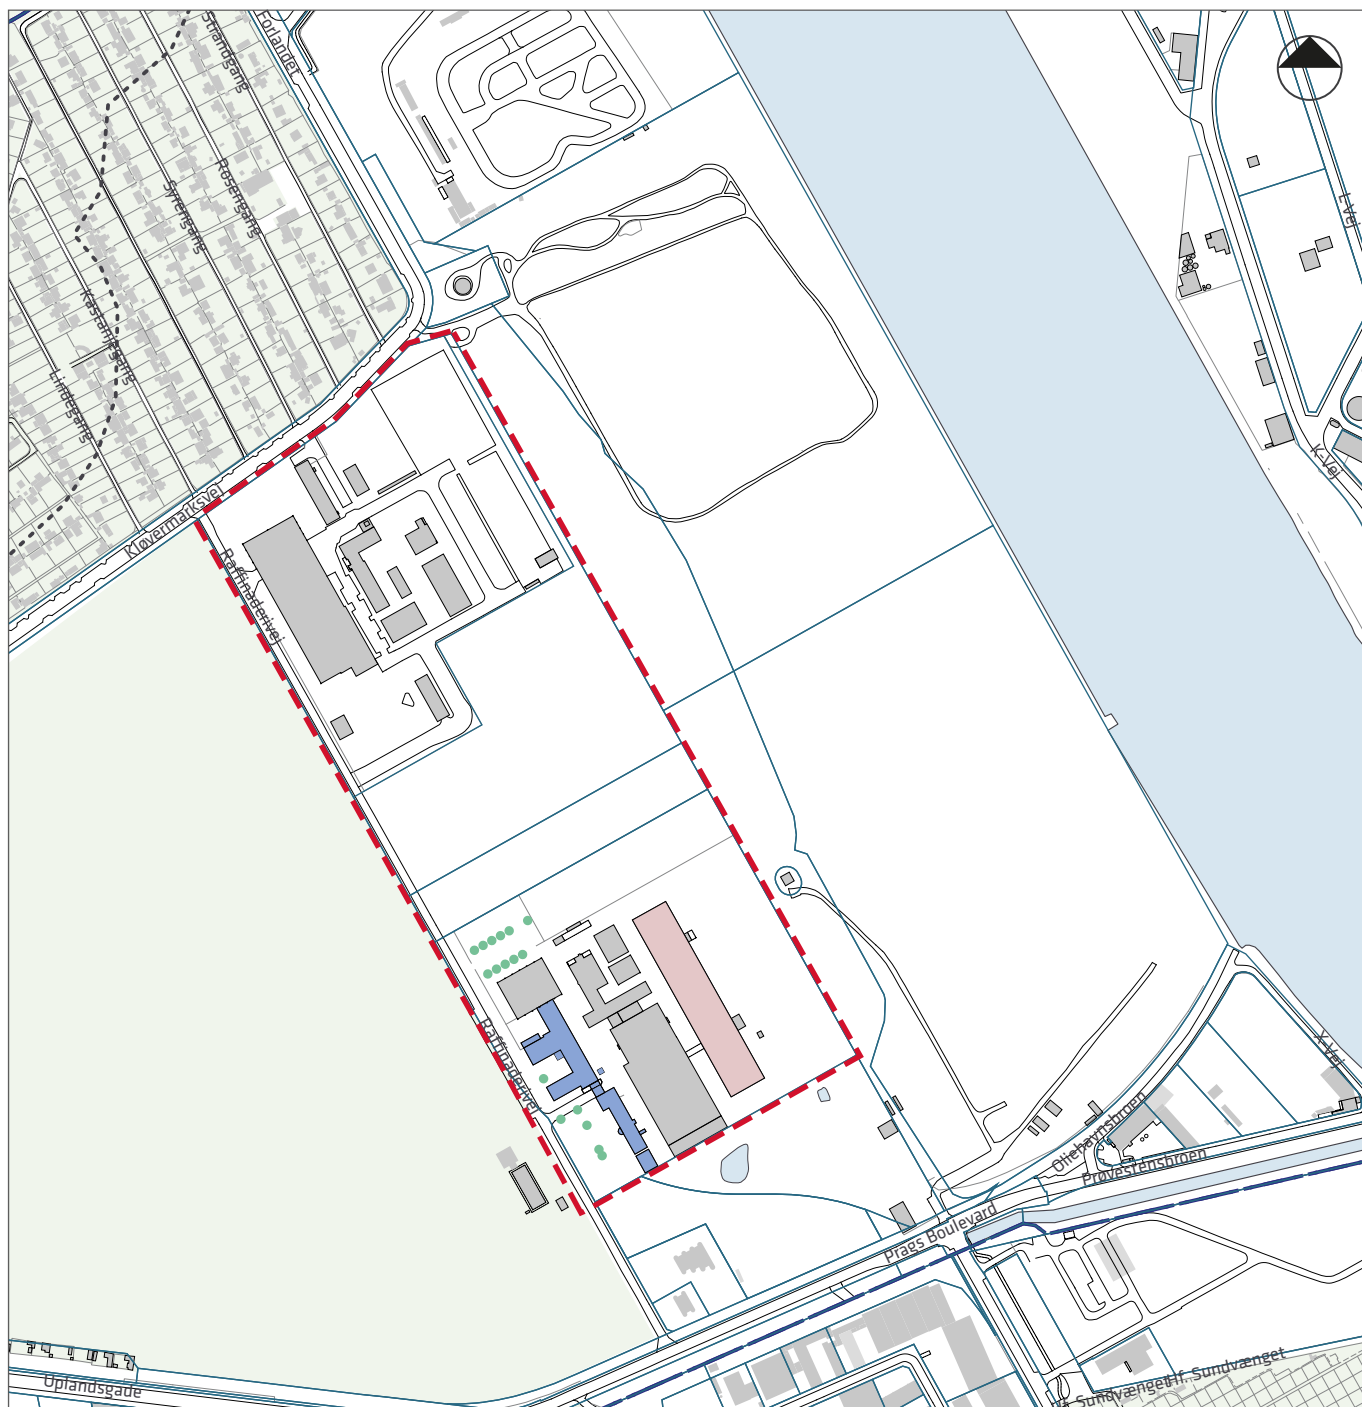 Strandgang
Forlandet
Rosengang
Syrengang
Kastanjegang
Lindegang
L-Vej
K-Vej
Kløvermarksvej
Raffinaderivej
Raffinaderivej
X-Vej
Oliehavnsbroen
Prøvestensbroen
Prags Boulevard
Uplandsgade
Sundvænget
Hf. Sundvænget